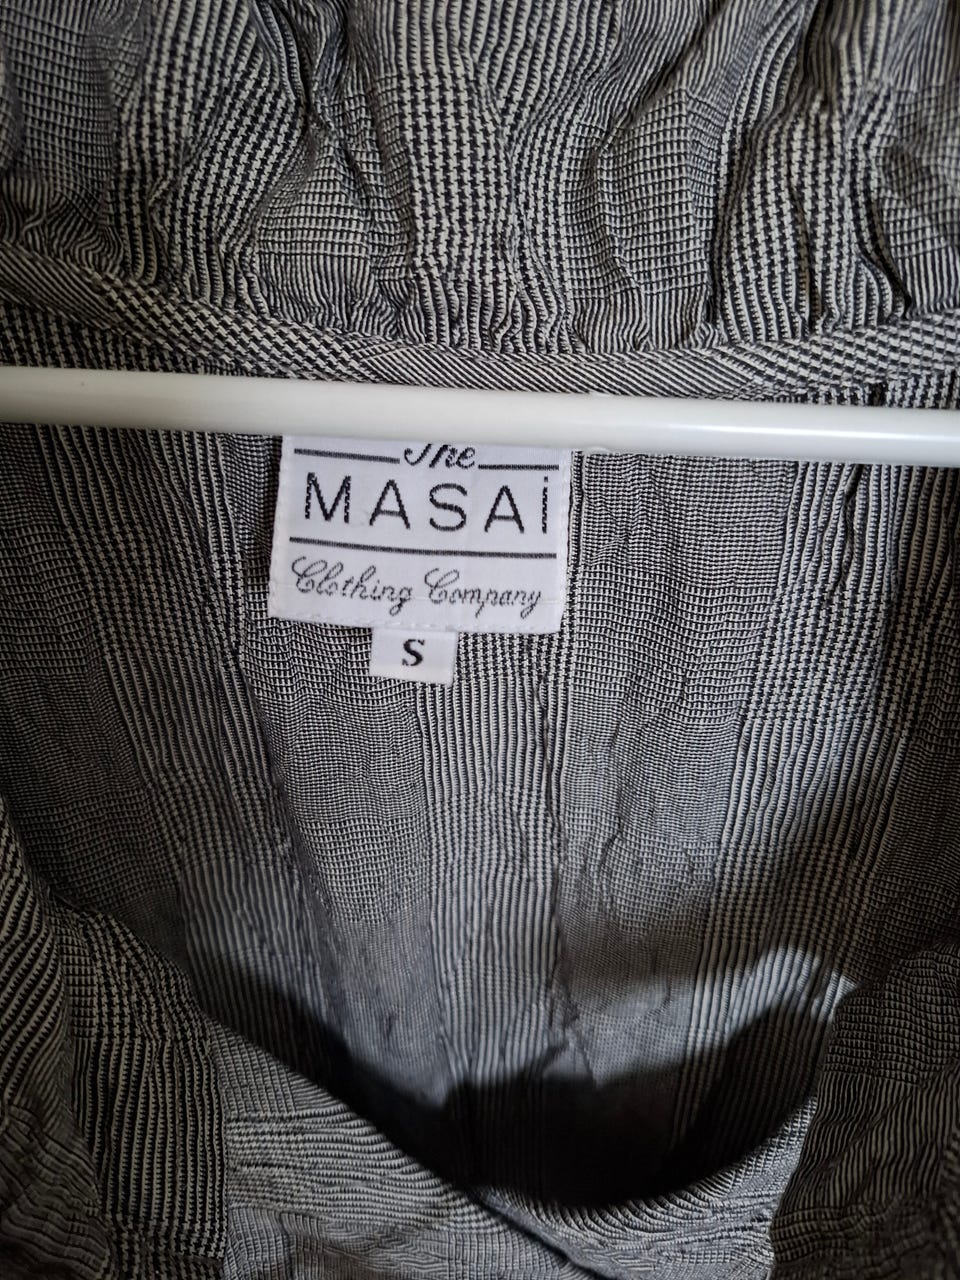 The
MASAi
Clothing Company
S